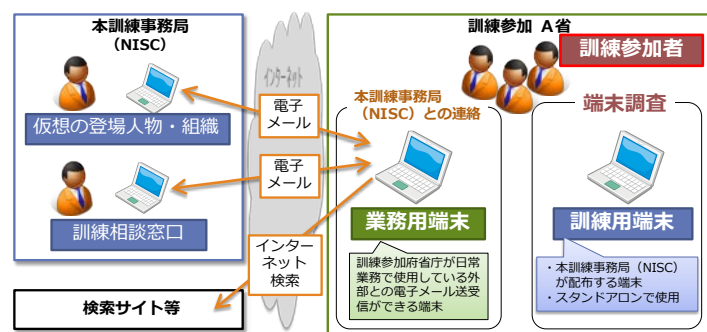 本訓練事務局
（NISC）
仮想の登場人物・組織
訓練相談窓口
検索サイト等
インターネット
電子
メール
電子
メール
インター
ネット
検索
訓練参加 A省
訓練参加者
本訓練事務局
（NISC）との連絡
業務用端末
訓練参加府省庁が日常
業務で使用している外
部との電子メール送受
信ができる端末
端末調査
訓練用端末
・本訓練事務局（NISC）
が配布する端末
・スタンドアロンで使用